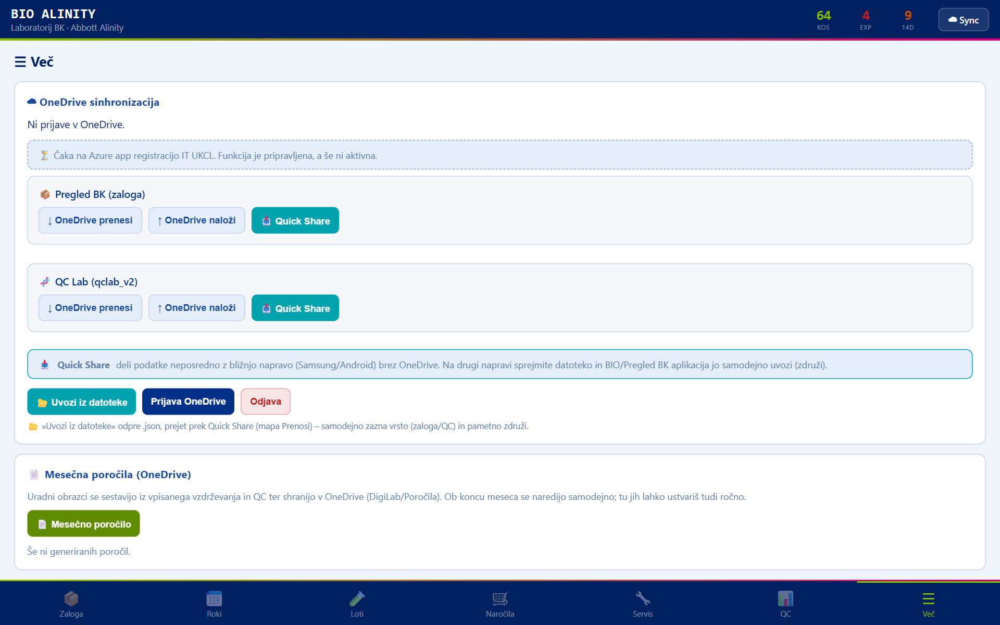 BIO ALINITY
Laboratorij BK · Abbott Alinity
64
KOS
4
EXP
9
14D
Sync
☰ Več
OneDrive sinhronizacija
Ni prijave v OneDrive.
⏳ Čaka na Azure app registracijo IT UKCL. Funkcija je pripravljena, a še ni aktivna.
Pregled BK (zaloga)
↓ OneDrive prenesi
↑ OneDrive naloži
Quick Share
QC Lab (qclab_v2)
↓ OneDrive prenesi
↑ OneDrive naloži
Quick Share
Quick Share deli podatke neposredno z bližnjo napravo (Samsung/Android) brez OneDrive. Na drugi napravi sprejmite datoteko in BIO/Pregled BK aplikacija jo samodejno uvozi (združi).
Uvozi iz datoteke
Prijava OneDrive
Odjava
»Uvozi iz datoteke« odpre .json, prejet prek Quick Share (mapa Prenosi) – samodejno zazna vrsto (zaloga/QC) in pametno združi.
Mesečna poročila (OneDrive)
Uradni obrazci se sestavijo iz vpisanega vzdrževanja in QC ter shranijo v OneDrive (DigiLab/Poročila). Ob koncu meseca se naredijo samodejno; tu jih lahko ustvariš tudi ročno.
Mesečno poročilo
Še ni generiranih poročil.
Zaloga
Roki
Loti
Naročila
Servis
QC
Več